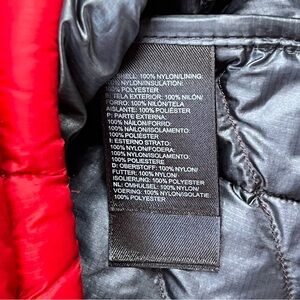 SHELL: 100% NYLON/LINING:
100% NYLON/INSULATION:
100% POLYESTER
TELA EXTERIOR: 100% NILÓN/
FORRO: 100% NILÓN/TELA
AISLANTE: 100% POLIÉSTER
P: PARTE EXTERNA:
100% NÁILON/FORRO:
100% NÁILON/ISOLAMENTO:
100% POLIÉSTER
I: ESTERNO STRATO:
100% NYLON/FODERA:
100% NYLON/ISOLAMENTO:
100% POLIESTERE
D: OBERSTOFF: 100% NYLON/
FUTTER: 100% NYLON/
ISOLIERUNG: 100% POLYESTER
NL: OMHULSEL: 100% NYLON/
VOERING: 100% NYLON/ISOLATIE
100% POLYESTER